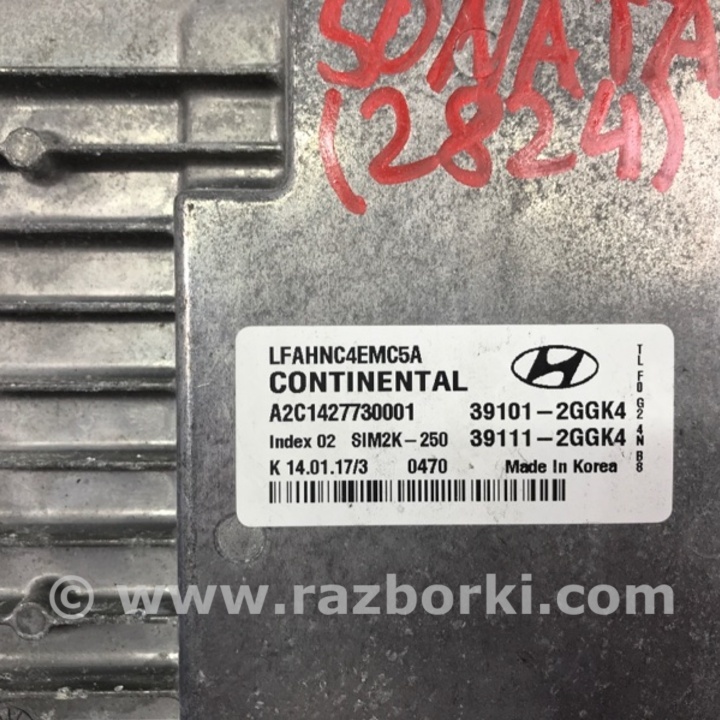 SONATA
(2824)
LFAHNC4EMC5A
CONTINENTAL
A2C1427730001 39101-2GGK4
Index 02 SIM2K-250 39111-2GGK4
K 14.01.17/3 0470 Made In Korea
TL F0 G2 4N B8
© www.razborki.com